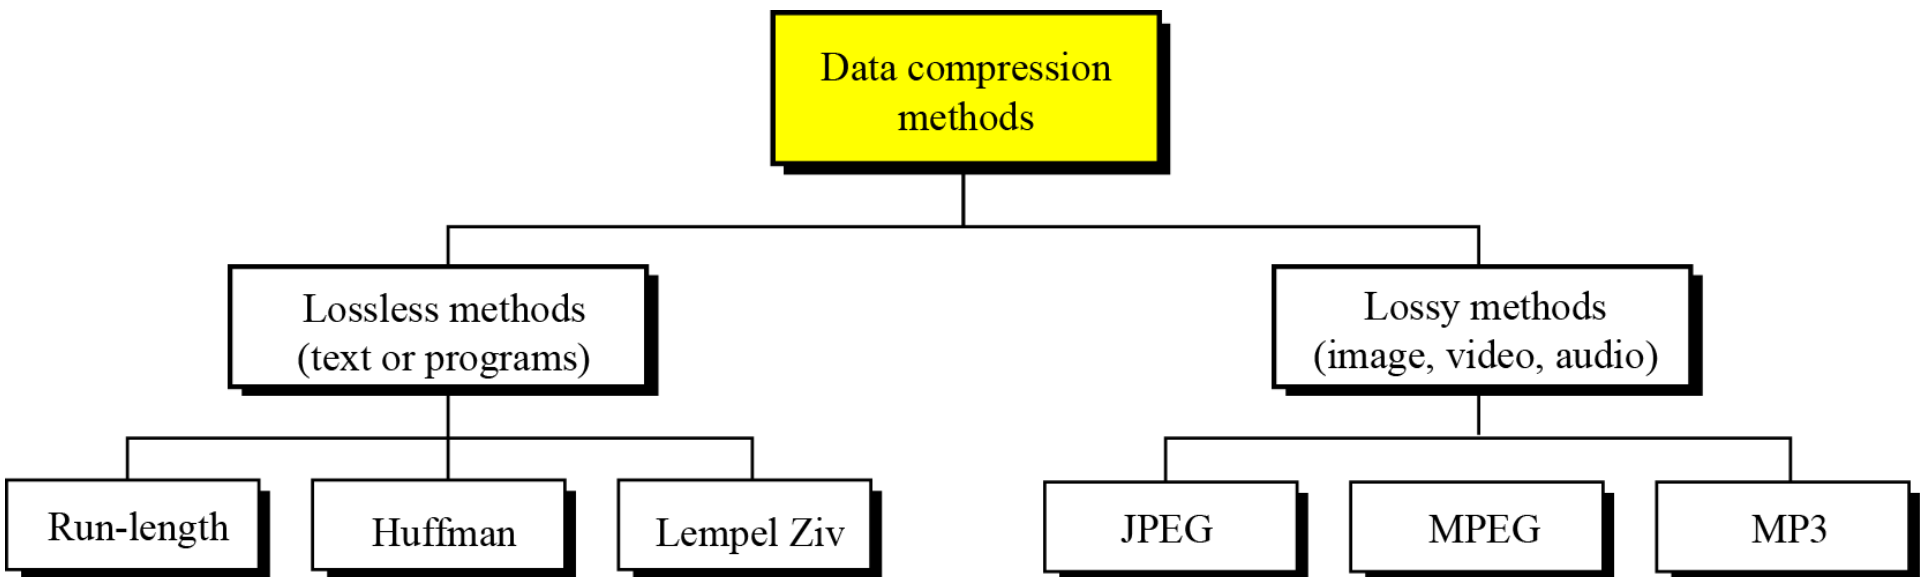 Data compression
methods
Lossless methods
(text or programs)
Lossy methods
(image, video, audio)
Run-length
Huffman
Lempel Ziv
JPEG
MPEG
MP3